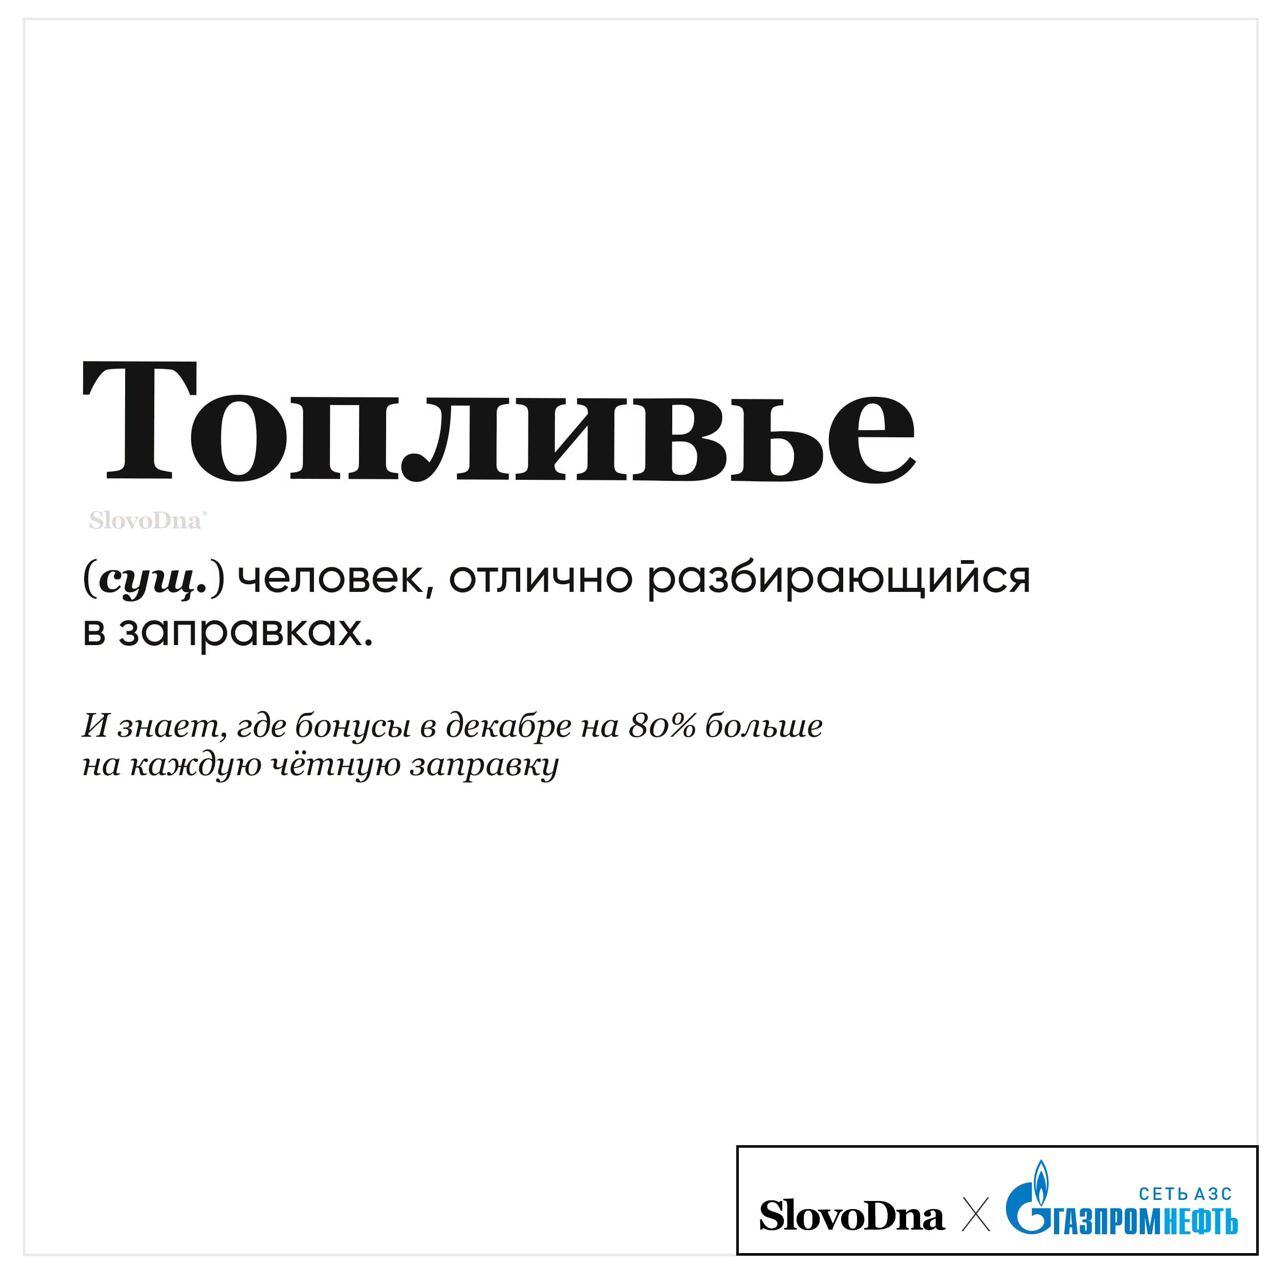 Топливье
SlovoDna®
(сущ.) человек, отлично разбирающийся
в заправках.
И знает, где бонусы в декабре на 80% больше
на каждую чётную заправку
SlovoDna
СЕТЬ АЗС
ГАЗПРОМНЕФТЬ